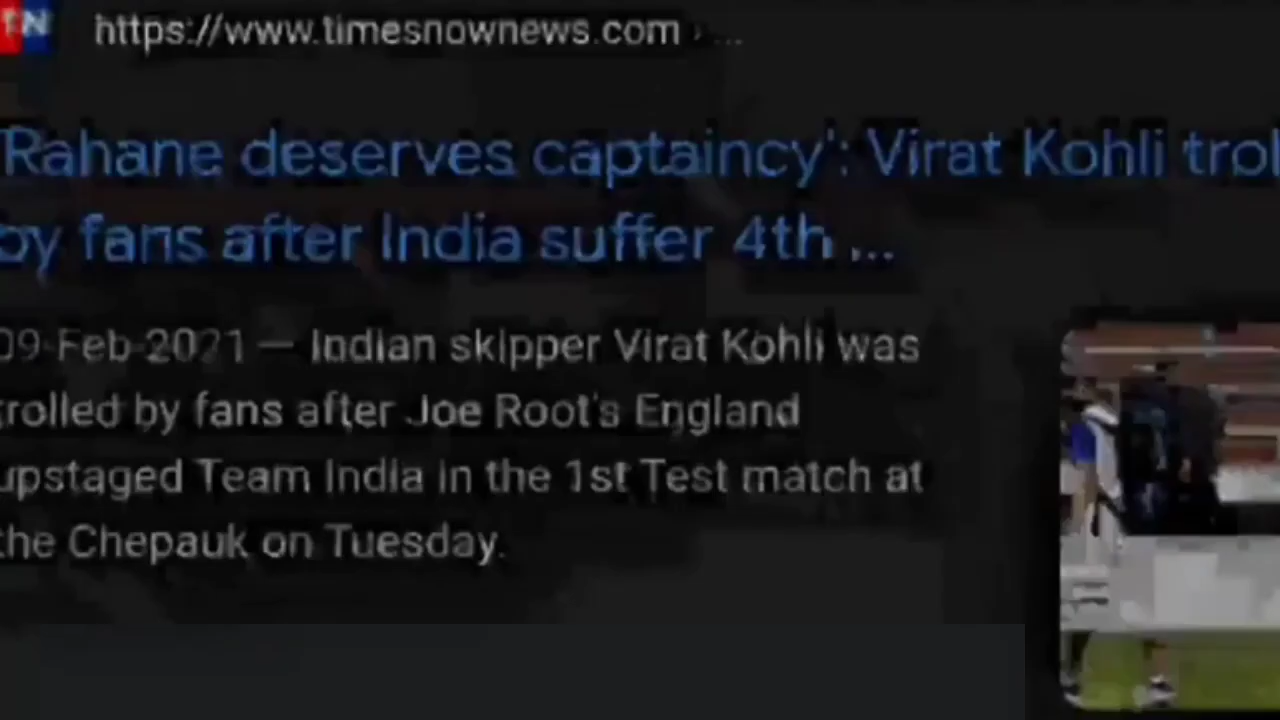 TN https://www.timesnownews.com › ...
'Rahane deserves captaincy': Virat Kohli trol
by fans after India suffer 4th ...
09-Feb-2021 — Indian skipper Virat Kohli was
trolled by fans after Joe Root's England
upstaged Team India in the 1st Test match at
the Chepauk on Tuesday.